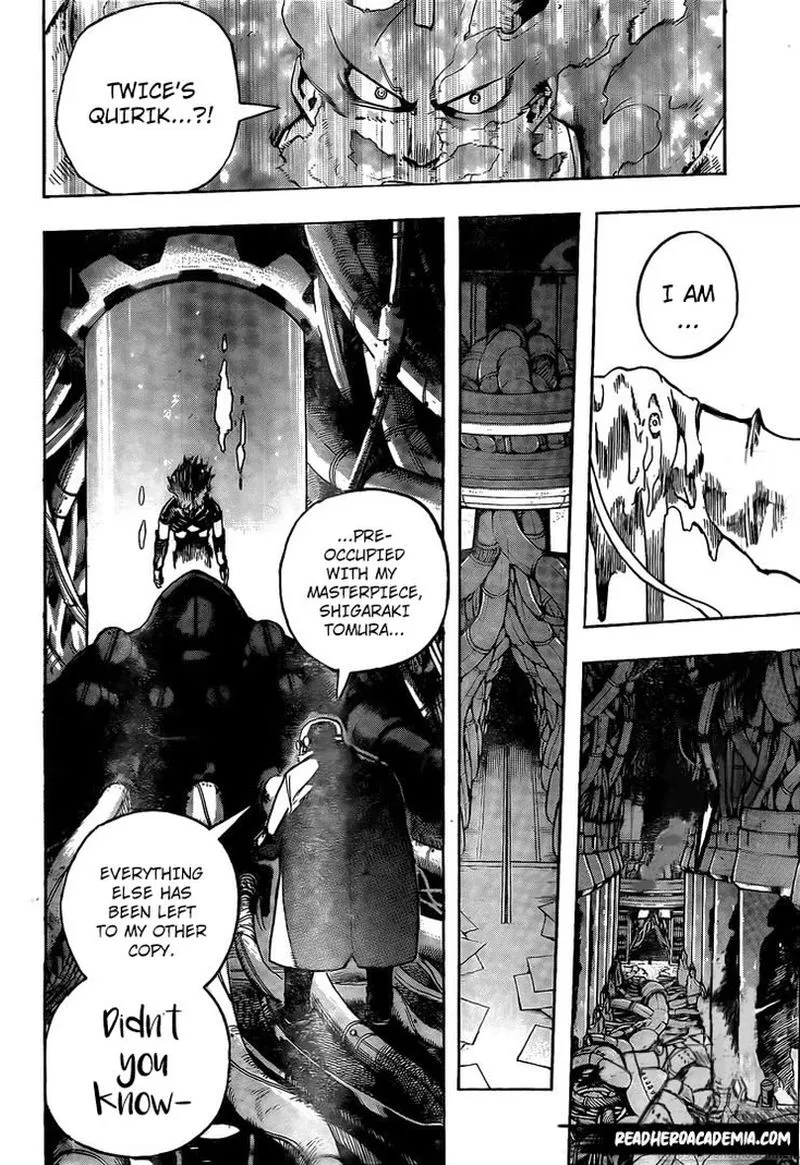 TWICE'S
QUIRIK...?!
I AM
...
...PRE-
OCCUPIED
WITH MY
MASTERPIECE,
SHIGARAKI
TOMURA...
EVERYTHING
ELSE HAS
BEEN LEFT
TO MY OTHER
COPY.
Didn't
you
know-
READHEROACADEMIA.COM